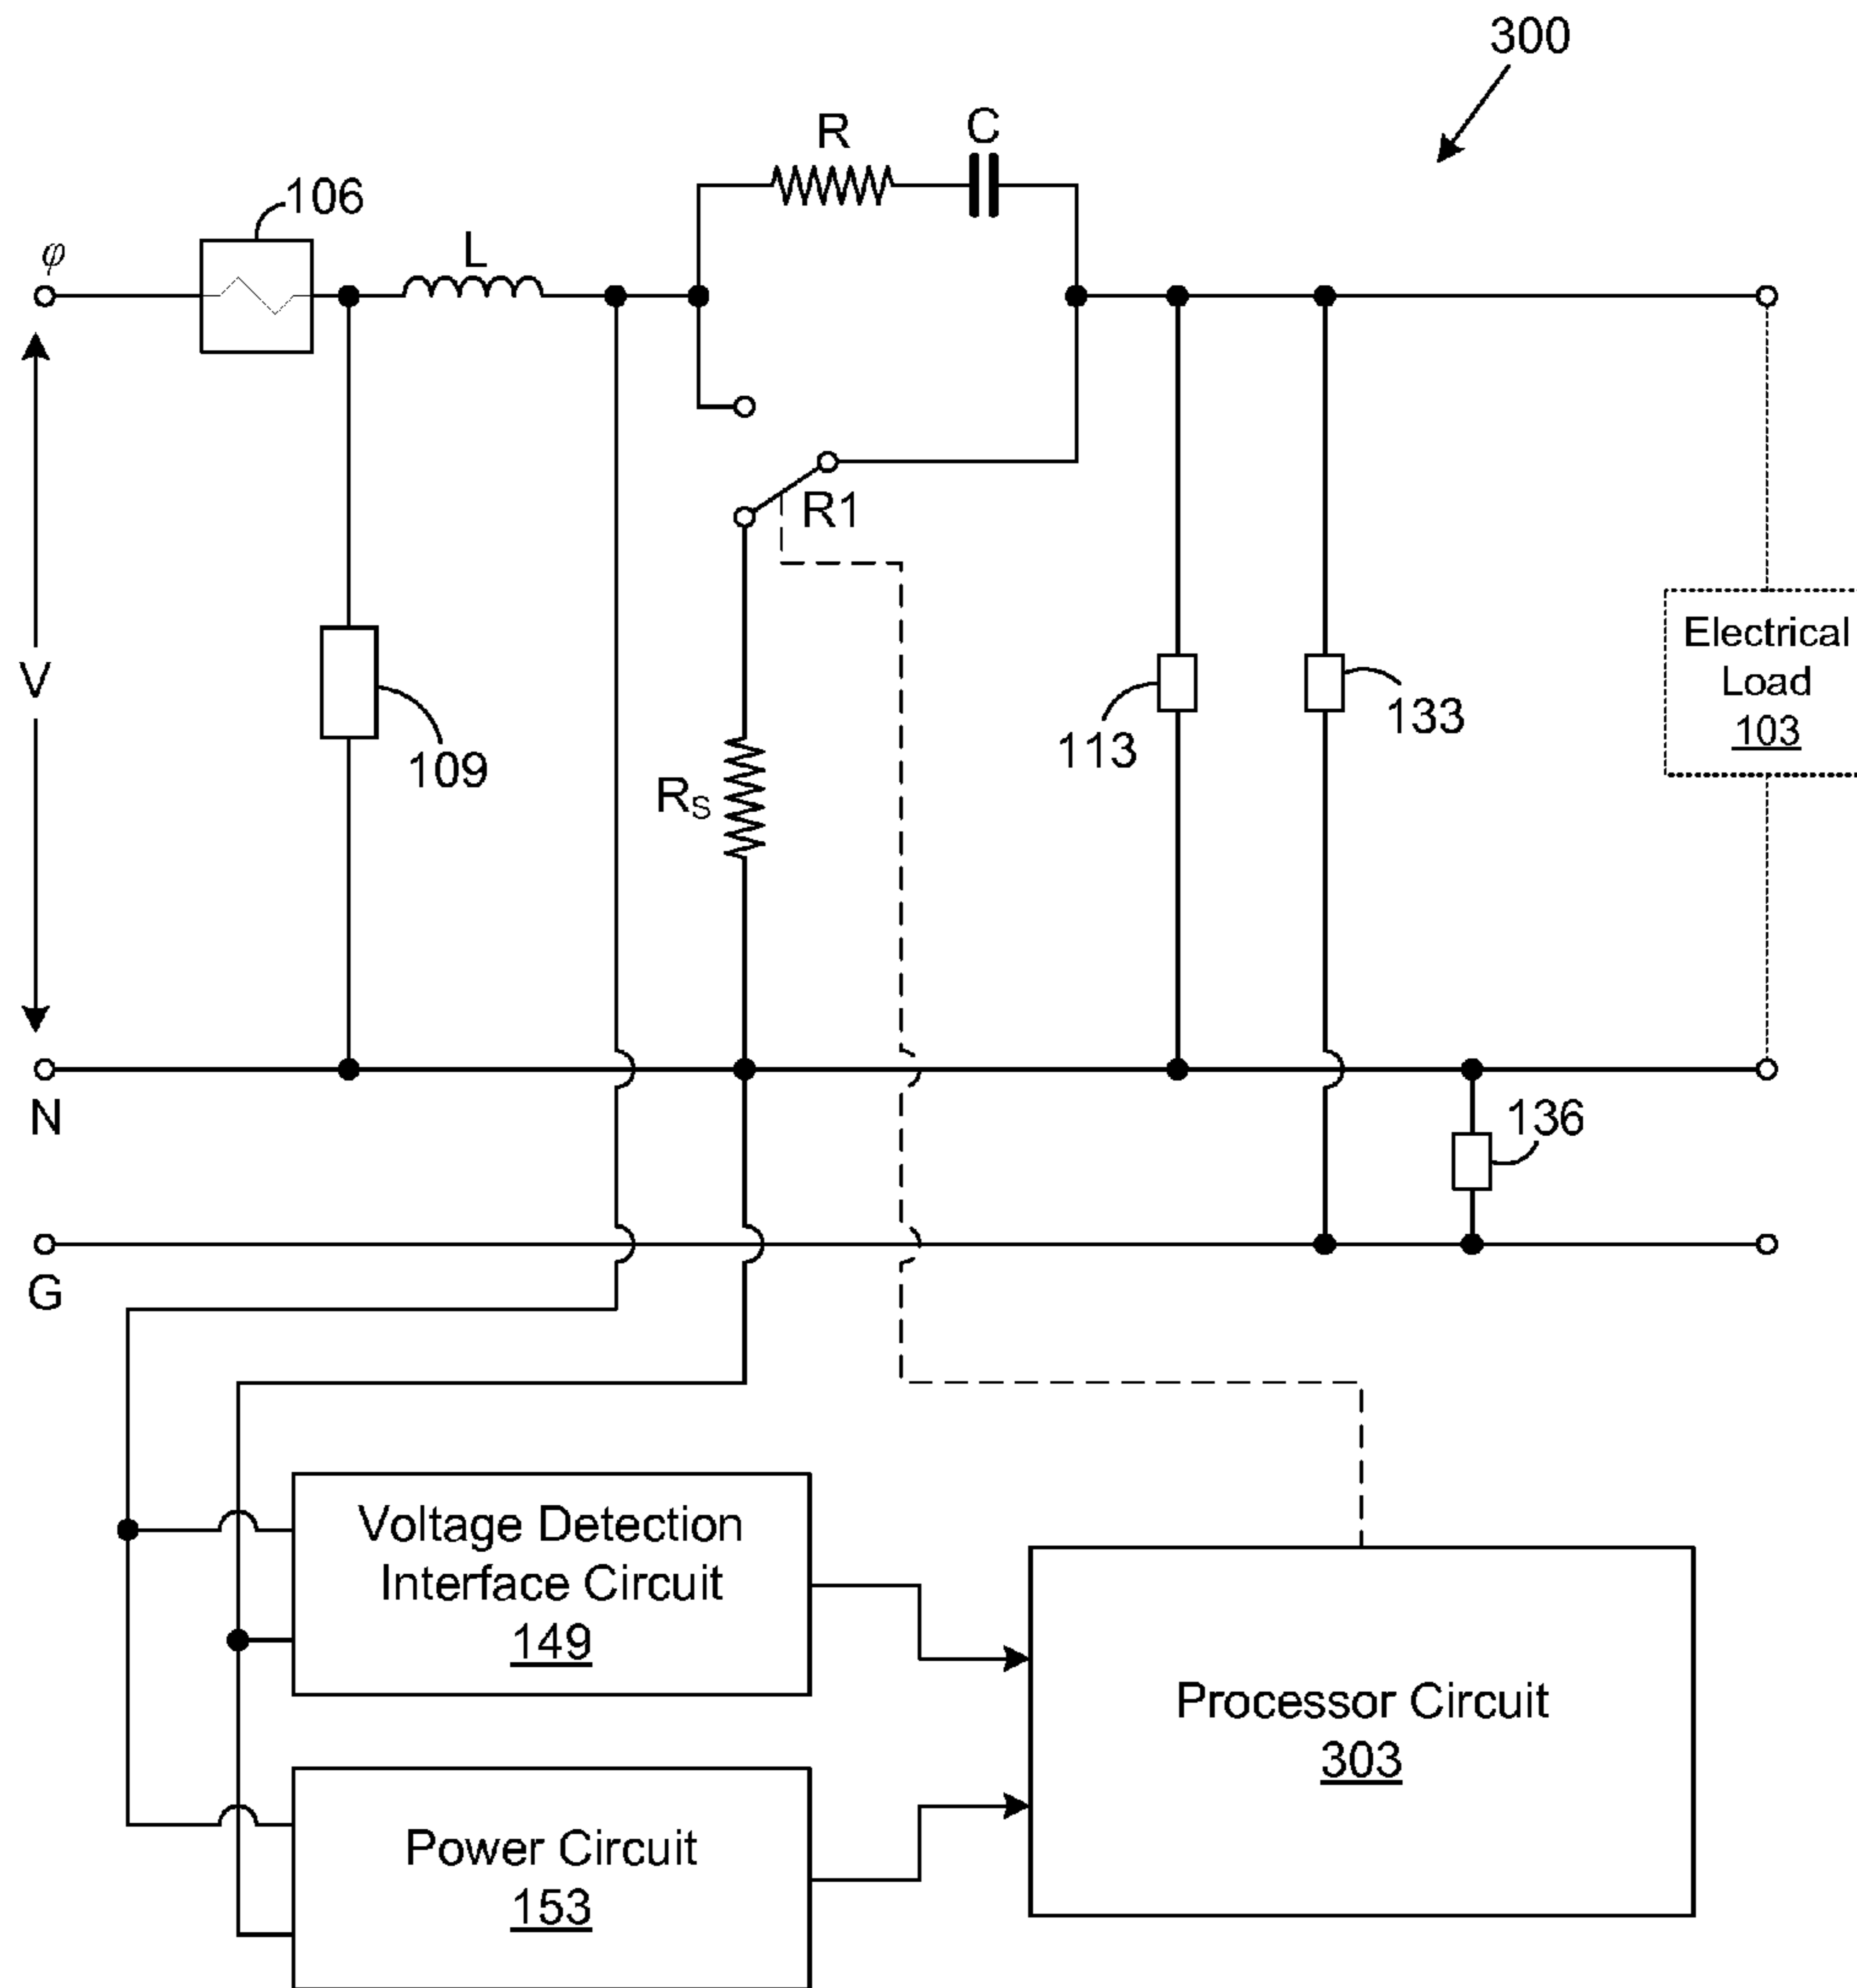 300
R
C
106
φ
L
R1
V
Electrical
Load
103
109
113
133
RS
N
136
G
Voltage Detection
Interface Circuit
149
Processor Circuit
303
Power Circuit
153